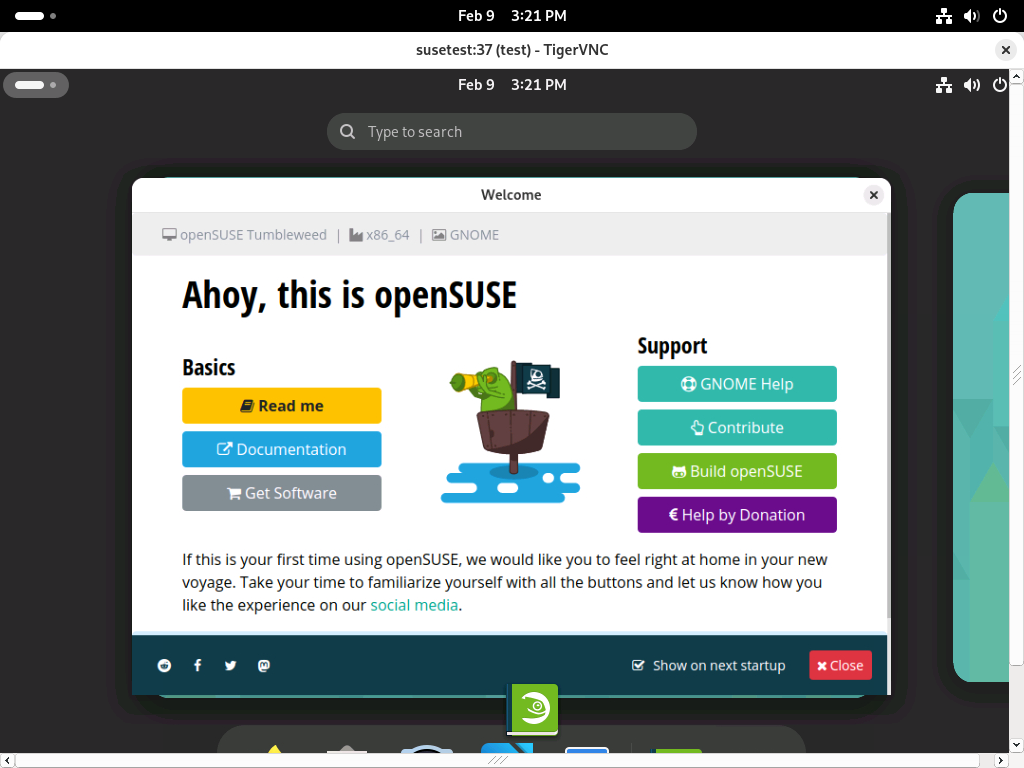 Feb 9 3:21 PM
susetest:37 (test) - TigerVNC
Feb 9 3:21 PM
Type to search
Welcome
openSUSE Tumbleweed | x86_64 | GNOME
Ahoy, this is openSUSE
Basics
Read me
Documentation
Get Software
Support
GNOME Help
Contribute
Build openSUSE
Help by Donation
If this is your first time using openSUSE, we would like you to feel right at home in your new
voyage. Take your time to familiarize yourself with all the buttons and let us know how you
like the experience on our social media.
Show on next startup
Close